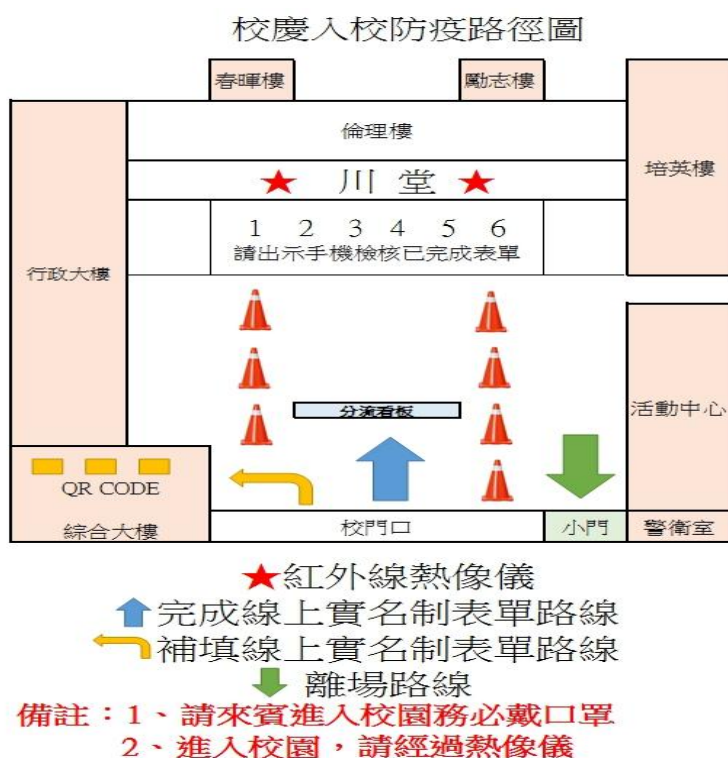 校慶入校防疫路徑圖
春暉樓
勵志樓
倫理樓
培英樓
川堂
1 2 3 4 5 6
請出示手機檢核已完成表單
行政大樓
分流看板
活動中心
QR CODE
綜合大樓
校門口
小門
警衛室
紅外線熱像儀
完成線上實名制表單路線
補填線上實名制表單路線
離場路線
備註：1、請來賓進入校園務必戴口罩
2、進入校園，請經過熱像儀